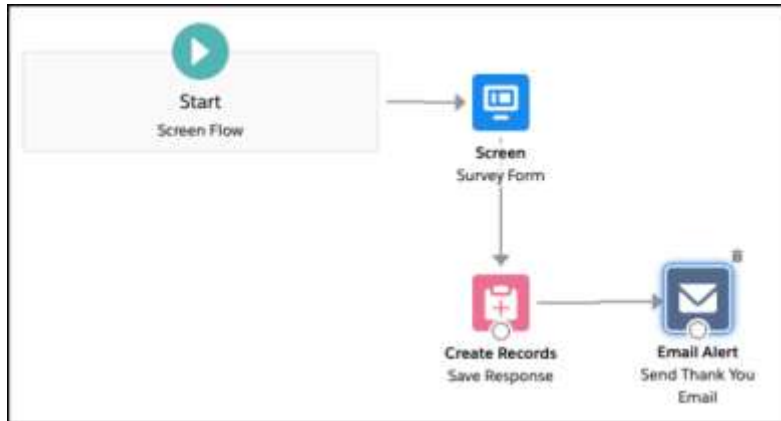 Start
Screen Flow
Screen
Survey Form
Create Records
Save Response
Email Alert
Send Thank You
Email